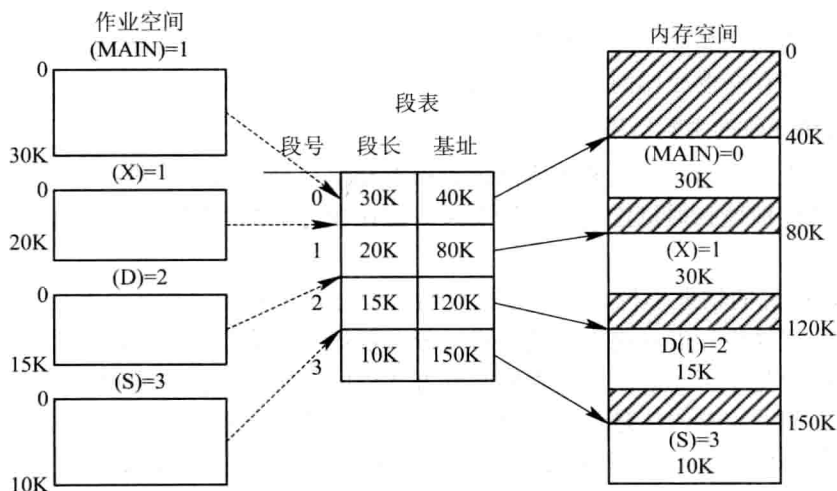 作业空间
(MAIN)=1
0
30K
(X)=1
0
20K
(D)=2
0
15K
(S)=3
0
10K
段表
段号 段长 基址
0 30K 40K
1 20K 80K
2 15K 120K
3 10K 150K
内存空间
0
40K
(MAIN)=0
30K
80K
(X)=1
30K
120K
D(1)=2
15K
150K
(S)=3
10K